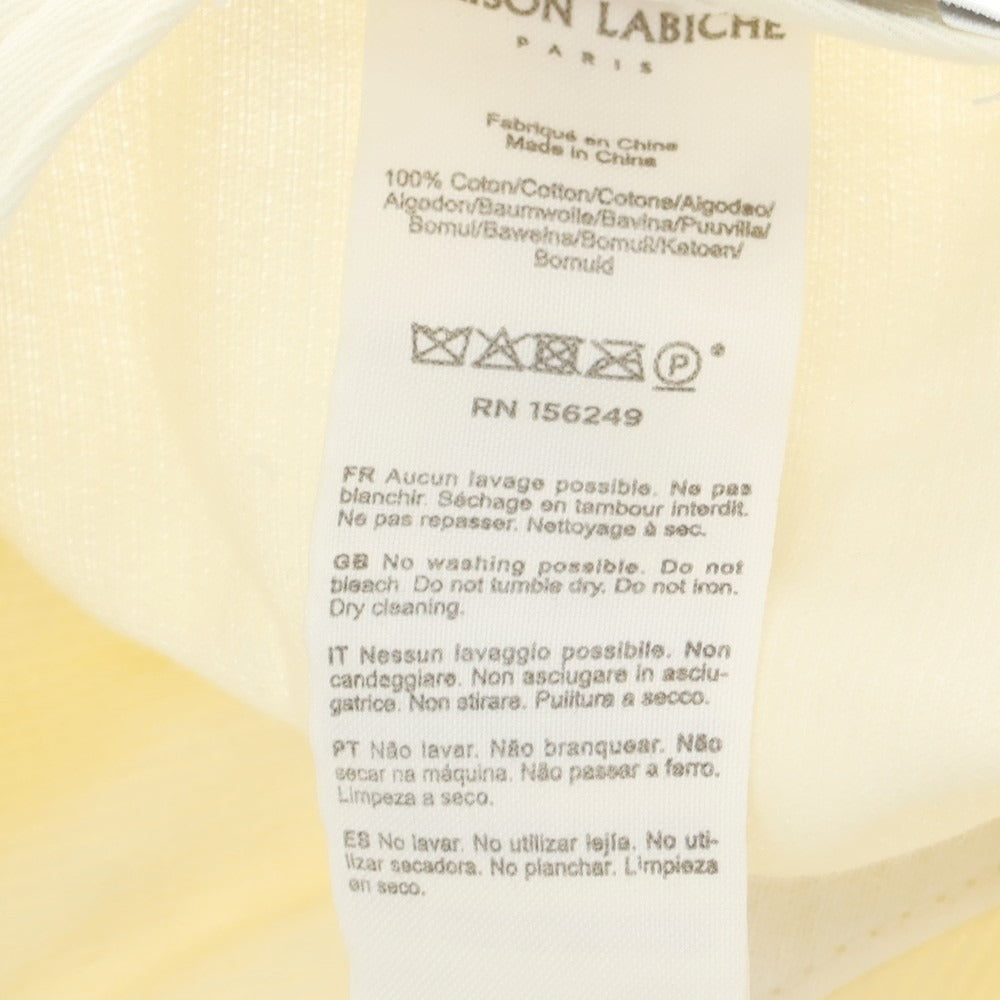 ISON LABICHE
PARIS
Fabriqué en Chine
Made in China
100% Coton/Cotton/Cotone/Algodao/
Algodon/Baumwolle/Bavlna/Puuvilla/
Bomul/Bawelna/Bomull/Katoen/
Bomuld
P
RN 156249
FR Aucun lavage possible. Ne pas
blanchir. Séchage en tambour interdit.
Ne pas repasser. Nettoyage à sec.
GB No washing possible. Do not
bleach. Do not tumble dry. Do not iron.
Dry cleaning.
IT Nessun lavaggio possibile. Non
candeggiare. Non asciugare in asciu-
gatrice. Non stirare. Pulitura a secco.
PT Não lavar. Não branquear. Não
secar na máquina. Não passar a ferro.
Limpeza a seco.
ES No lavar. No utilizar lejía. No uti-
lizar secadora. No planchar. Limpieza
en seco.